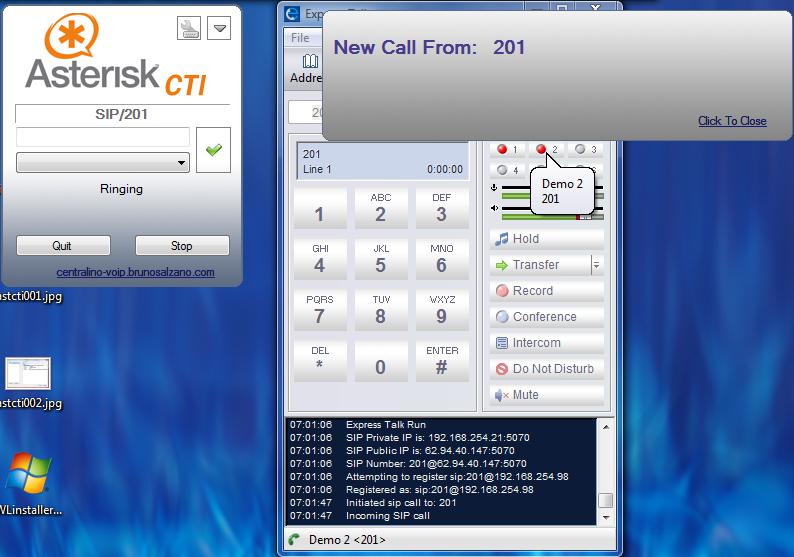 Asterisk CTI
SIP/201
Ringing
Quit
Stop
centralino-voip.brunosalzano.com
stcti001.jpg
stcti002.jpg
WLinstaller...
File
New Call From: 201
Click To Close
201
Line 1 0:00:00
1 2 3
4
Demo 2
201
1
ABC
2
DEF
3
GHI
4
JKL
5
MNO
6
PQRS
7
TUV
8
WXYZ
9
DEL
*
0
ENTER
#
Hold
Transfer
Record
Conference
Intercom
Do Not Disturb
Mute
07:01:06 Express Talk Run
07:01:06 SIP Private IP is: 192.168.254.21:5070
07:01:06 SIP Public IP is: 62.94.40.147:5070
07:01:06 SIP Number: 201@62.94.40.147:5070
07:01:06 Attempting to register sip:201@192.168.254.98
07:01:06 Registered as: sip:201@192.168.254.98
07:01:47 Initiated sip call to: 201
07:01:47 Incoming SIP call
Demo 2 <201>